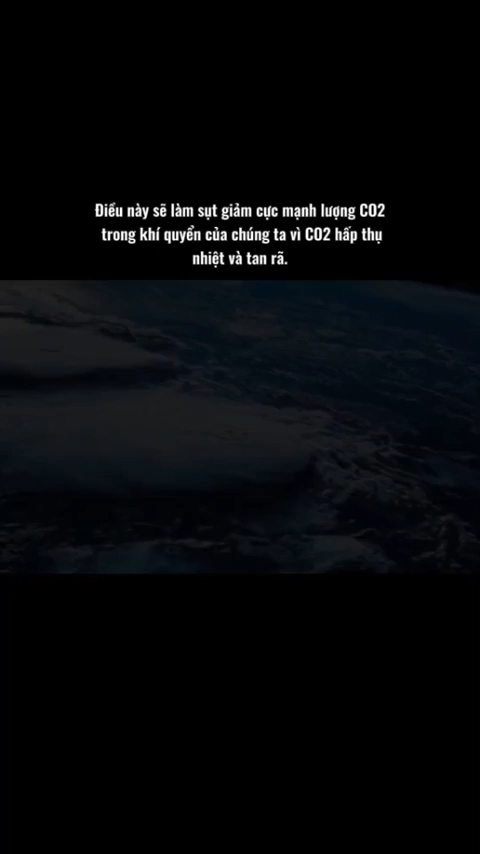 Điều này sẽ làm sụt giảm cực mạnh lượng CO2
trong khí quyển của chúng ta vì CO2 hấp thụ
nhiệt và tan rã.